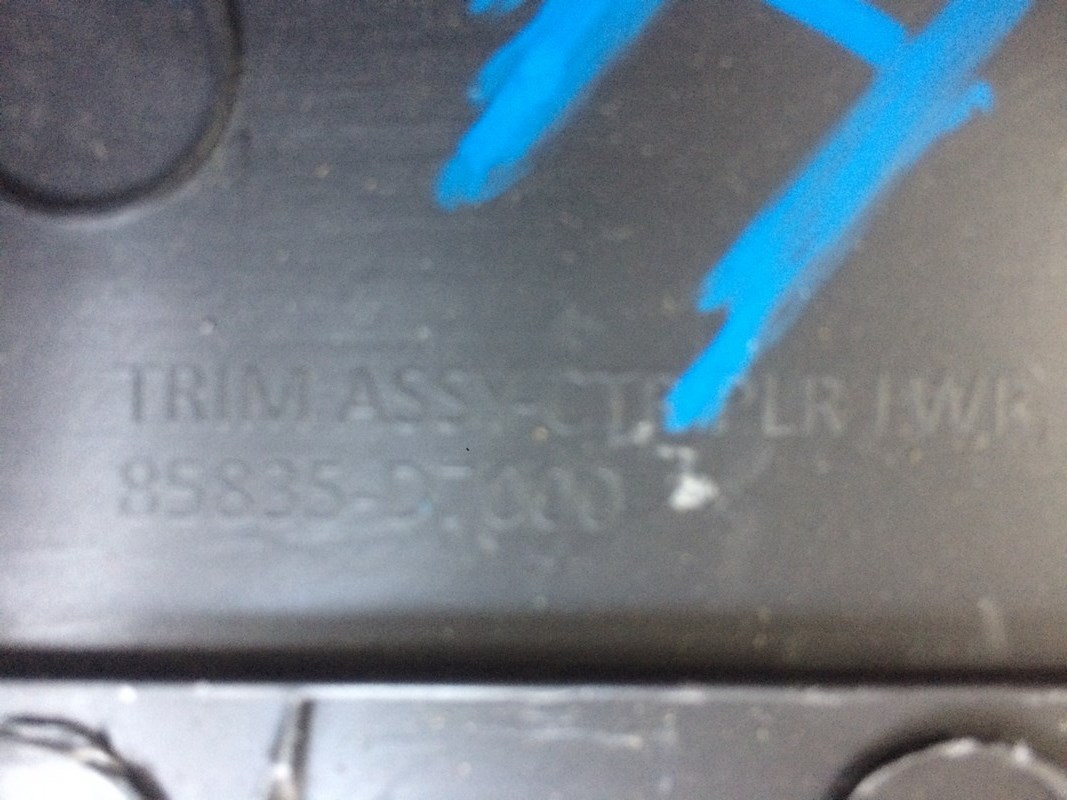 TRIM ASSY-CTR PLR LWR
85835-D7000